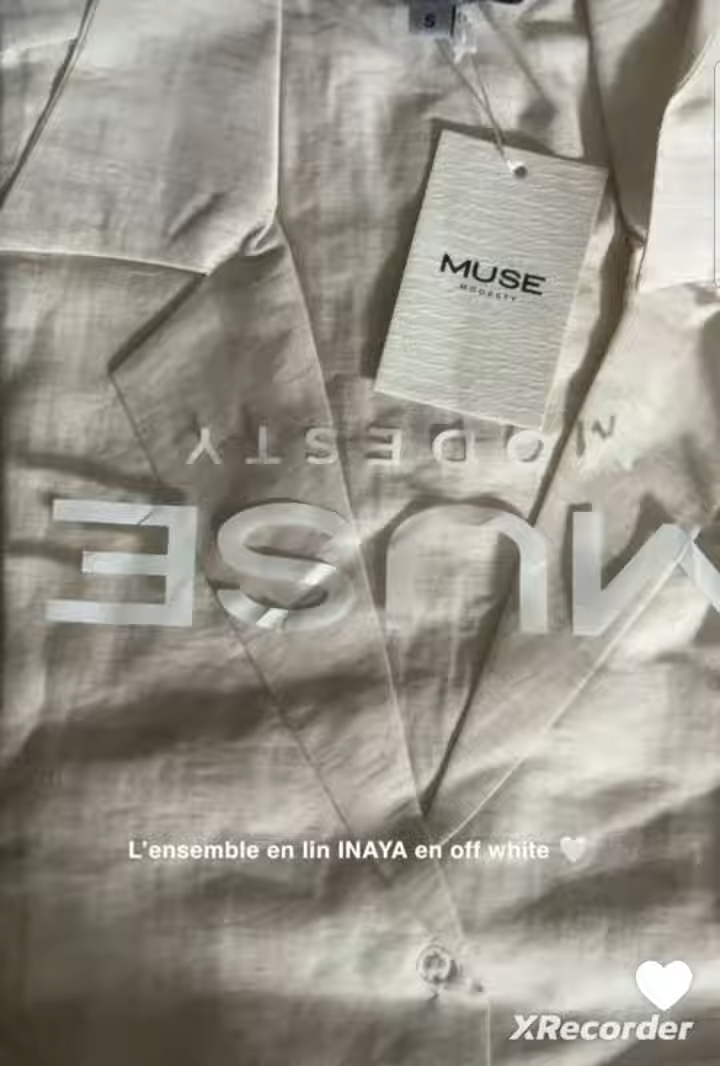 S
MUSE
MODESTY
MODESTY
MUSE
L'ensemble en lin INAYA en off white 🤍
XRecorder